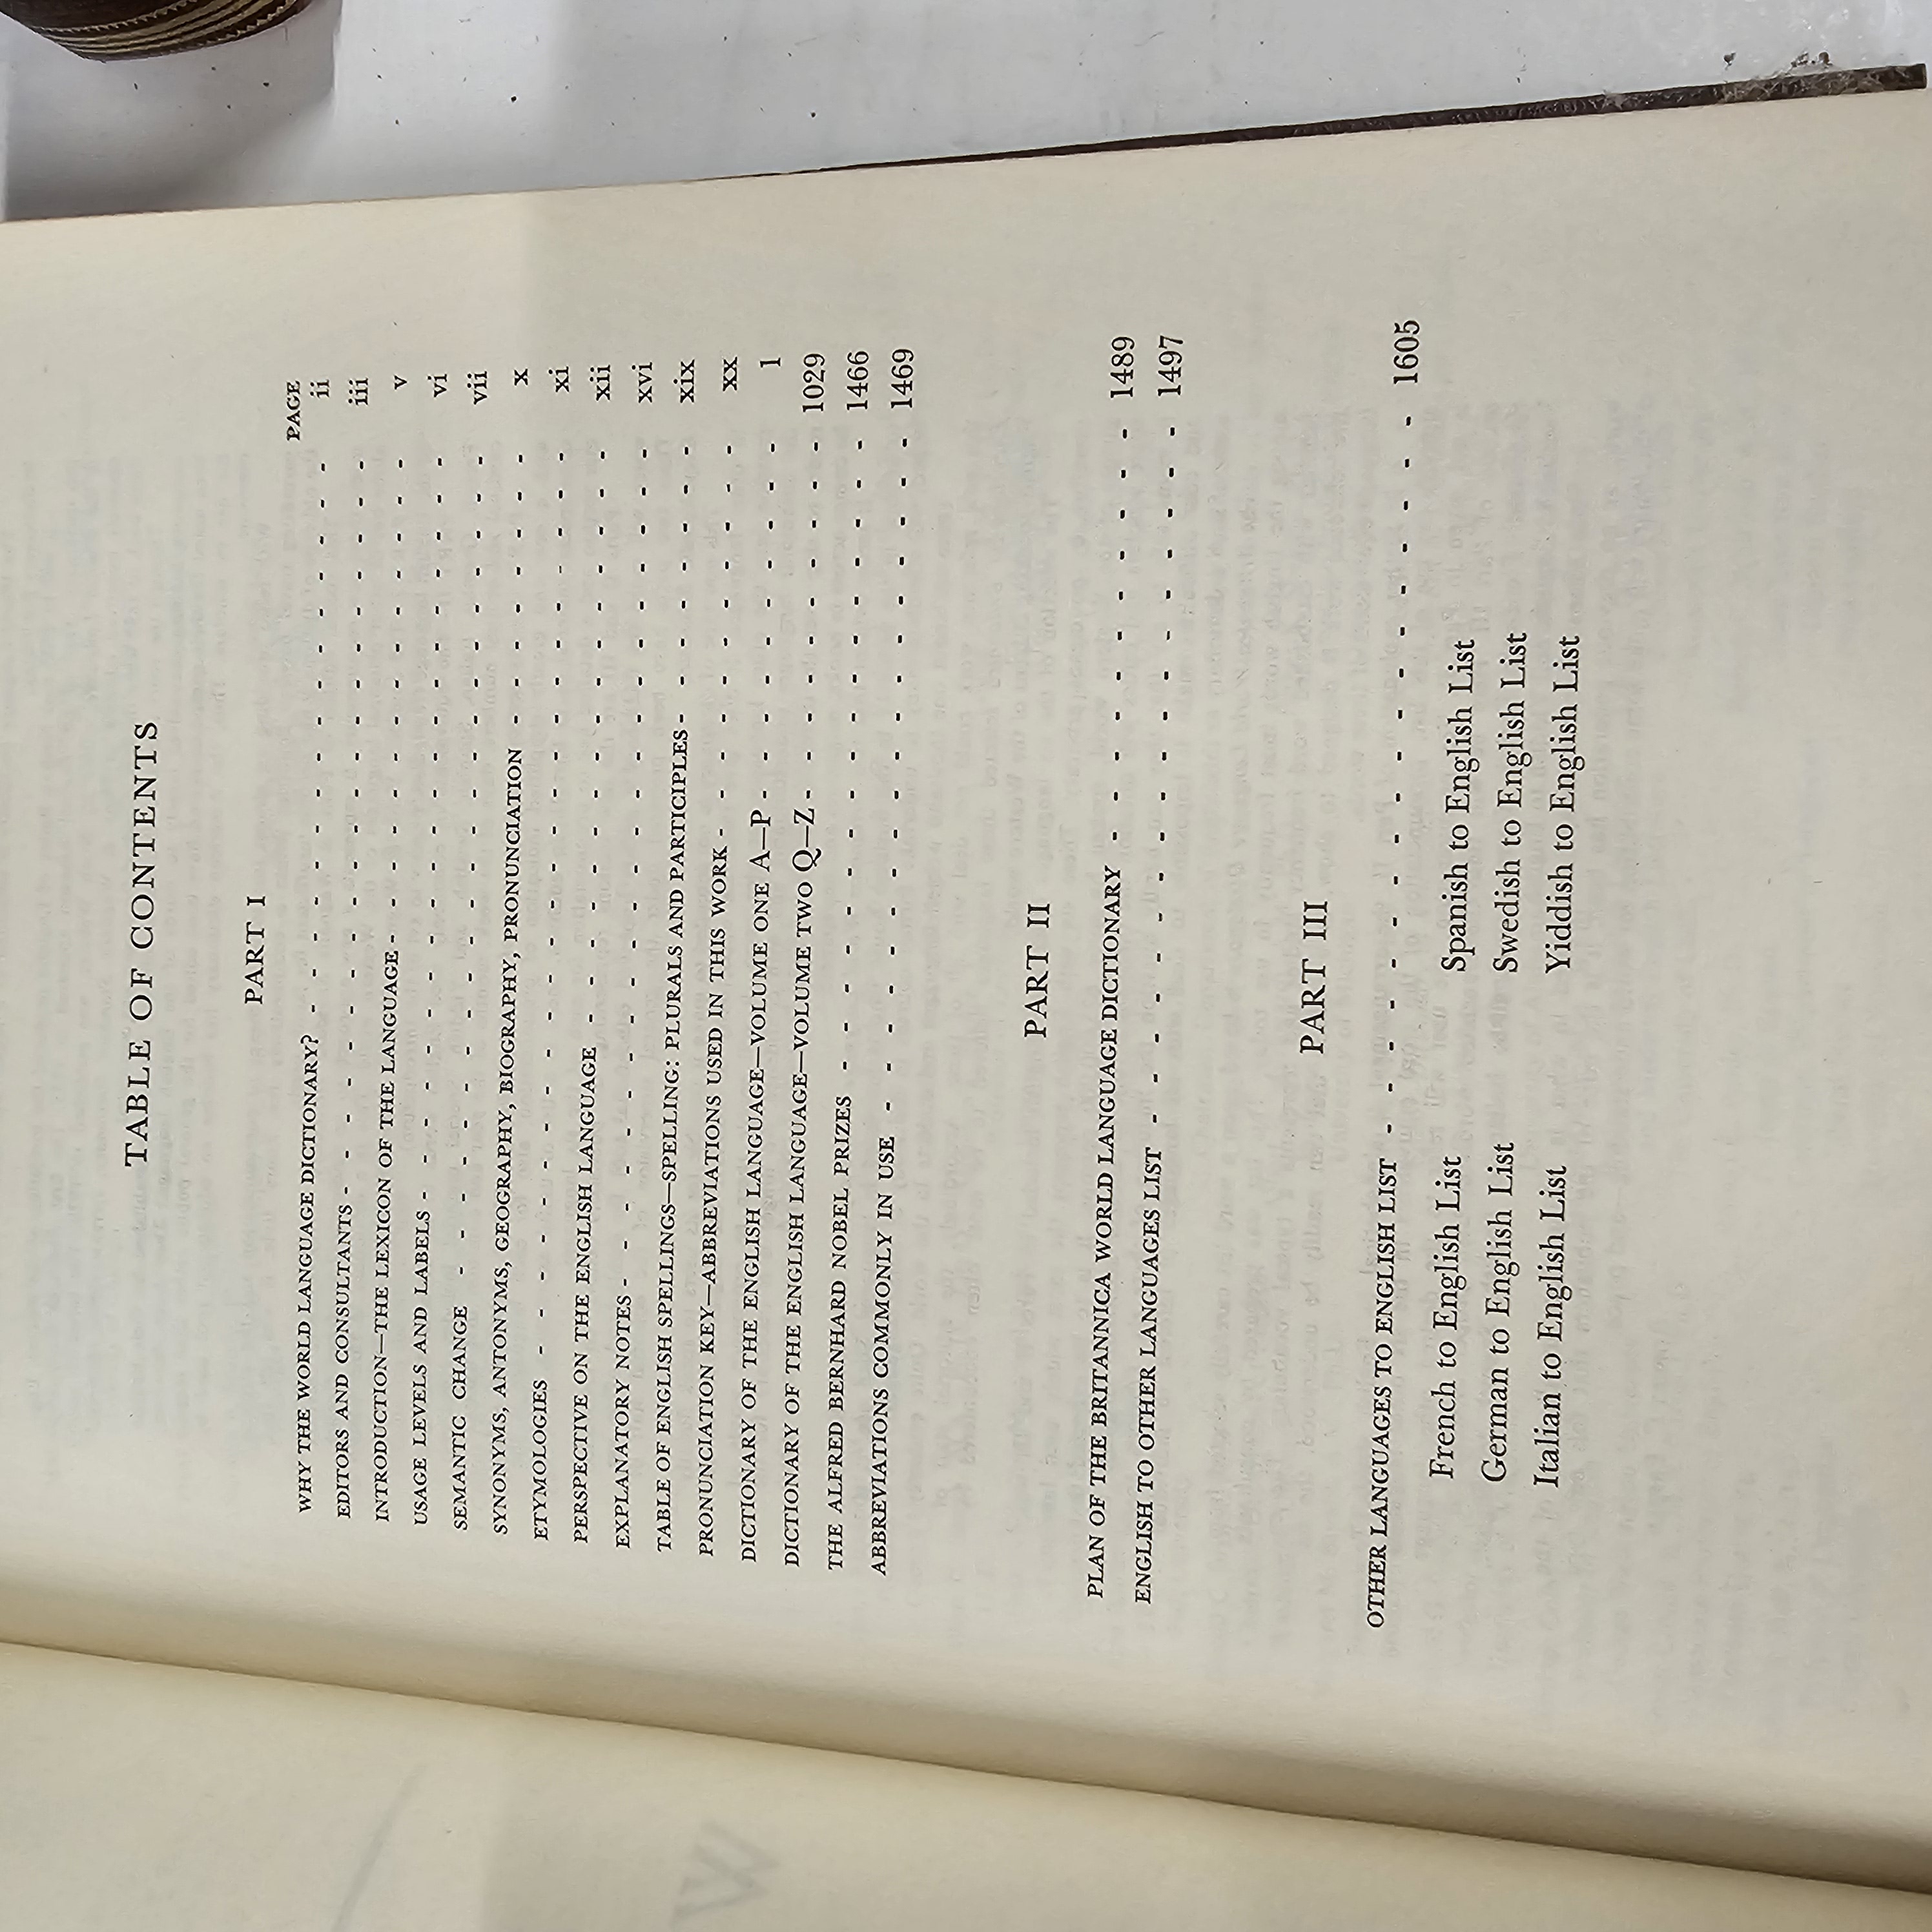 TABLE OF CONTENTS
PART I
PAGE
WHY THE WORLD LANGUAGE DICTIONARY? - - - - - - - - - - - - - - - - ii
EDITORS AND CONSULTANTS - - - - - - - - - - - - - - - - - - - - - iii
INTRODUCTION—THE LEXICON OF THE LANGUAGE - - - - - - - - - - - - - - v
USAGE LEVELS AND LABELS - - - - - - - - - - - - - - - - - - - - - vi
SEMANTIC CHANGE - - - - - - - - - - - - - - - - - - - - - - - vii
SYNONYMS, ANTONYMS, GEOGRAPHY, BIOGRAPHY, PRONUNCIATION - - - - - - - - x
ETYMOLOGIES - - - - - - - - - - - - - - - - - - - - - - - - - xi
PERSPECTIVE ON THE ENGLISH LANGUAGE - - - - - - - - - - - - - - - - xii
EXPLANATORY NOTES - - - - - - - - - - - - - - - - - - - - - - - xvi
TABLE OF ENGLISH SPELLINGS—SPELLING: PLURALS AND PARTICIPLES - - - - - - - - xix
PRONUNCIATION KEY—ABBREVIATIONS USED IN THIS WORK - - - - - - - - - - - xx
DICTIONARY OF THE ENGLISH LANGUAGE—VOLUME ONE A—P - - - - - - - - - - 1
DICTIONARY OF THE ENGLISH LANGUAGE—VOLUME TWO Q—Z - - - - - - - - - - 1029
THE ALFRED BERNHARD NOBEL PRIZES - - - - - - - - - - - - - - - - - 1466
ABBREVIATIONS COMMONLY IN USE - - - - - - - - - - - - - - - - - - 1469
PART II
PLAN OF THE BRITANNICA WORLD LANGUAGE DICTIONARY - - - - - - - - - - - 1489
ENGLISH TO OTHER LANGUAGES LIST - - - - - - - - - - - - - - - - - - 1497
PART III
OTHER LANGUAGES TO ENGLISH LIST - - - - - - - - - - - - - - - - - - 1605
French to English List Spanish to English List
German to English List Swedish to English List
Italian to English List Yiddish to English List